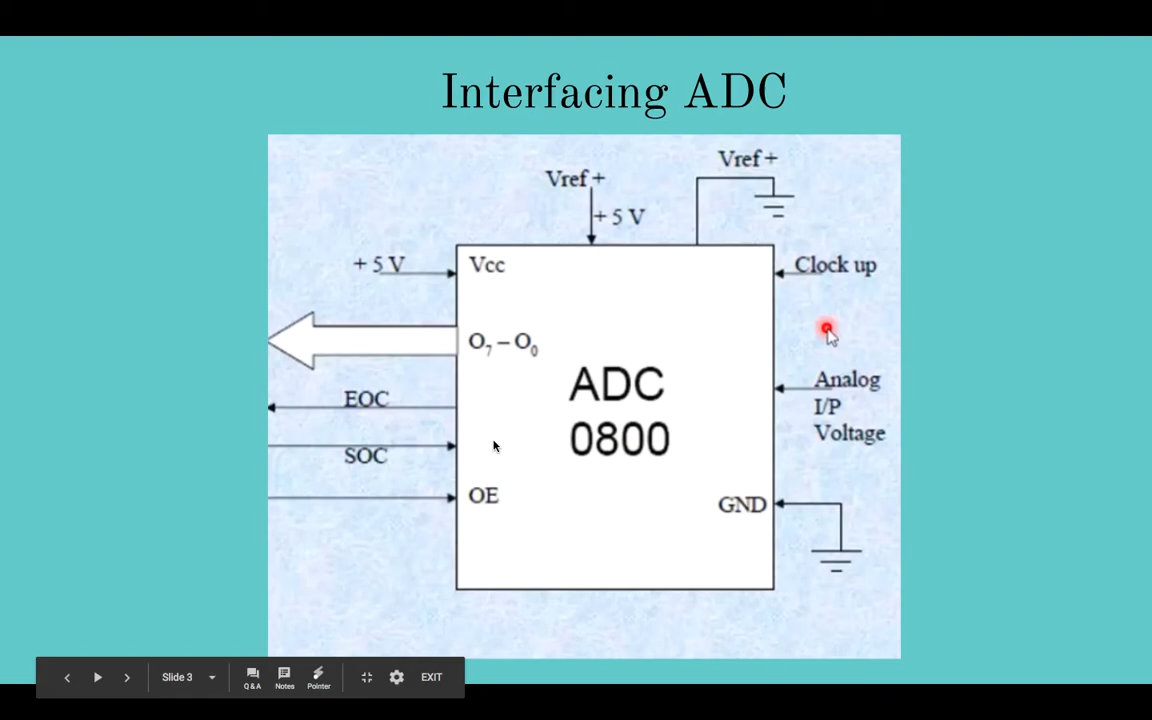 Interfacing ADC
Vref +
Vref +
+ 5 V
+ 5 V
Vcc
Clock up
O₇ – O₀
ADC
0800
Analog
I/P
Voltage
EOC
SOC
OE
GND
Slide 3
Q & A
Notes
Pointer
EXIT